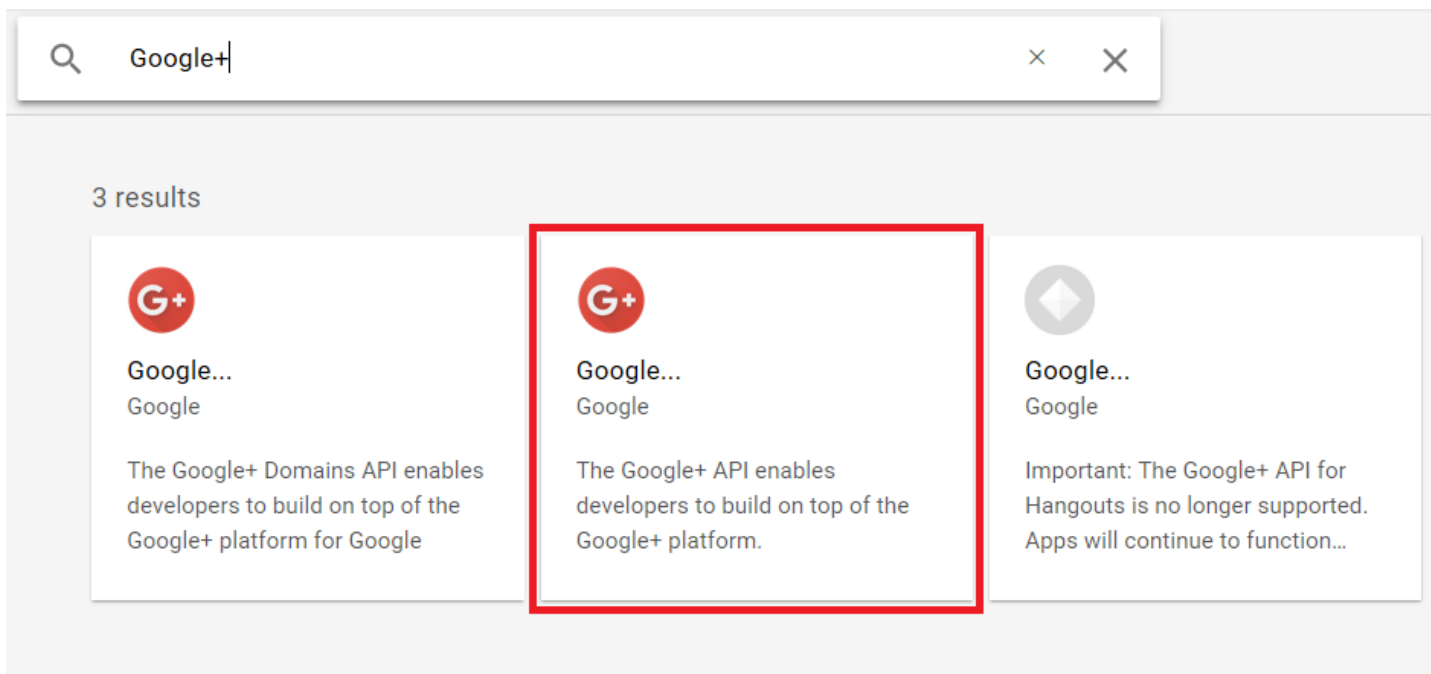 Google+
3 results
G+
Google...
Google
The Google+ Domains API enables
developers to build on top of the
Google+ platform for Google
G+
Google...
Google
The Google+ API enables
developers to build on top of the
Google+ platform.
Google...
Google
Important: The Google+ API for
Hangouts is no longer supported.
Apps will continue to function...